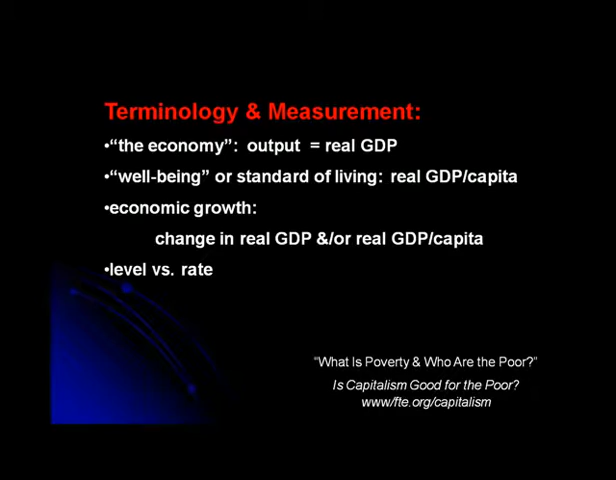 Terminology & Measurement:
•“the economy”: output = real GDP
•“well-being” or standard of living: real GDP/capita
•economic growth:
change in real GDP &/or real GDP/capita
•level vs. rate
“What Is Poverty & Who Are the Poor?”
Is Capitalism Good for the Poor?
www/fte.org/capitalism